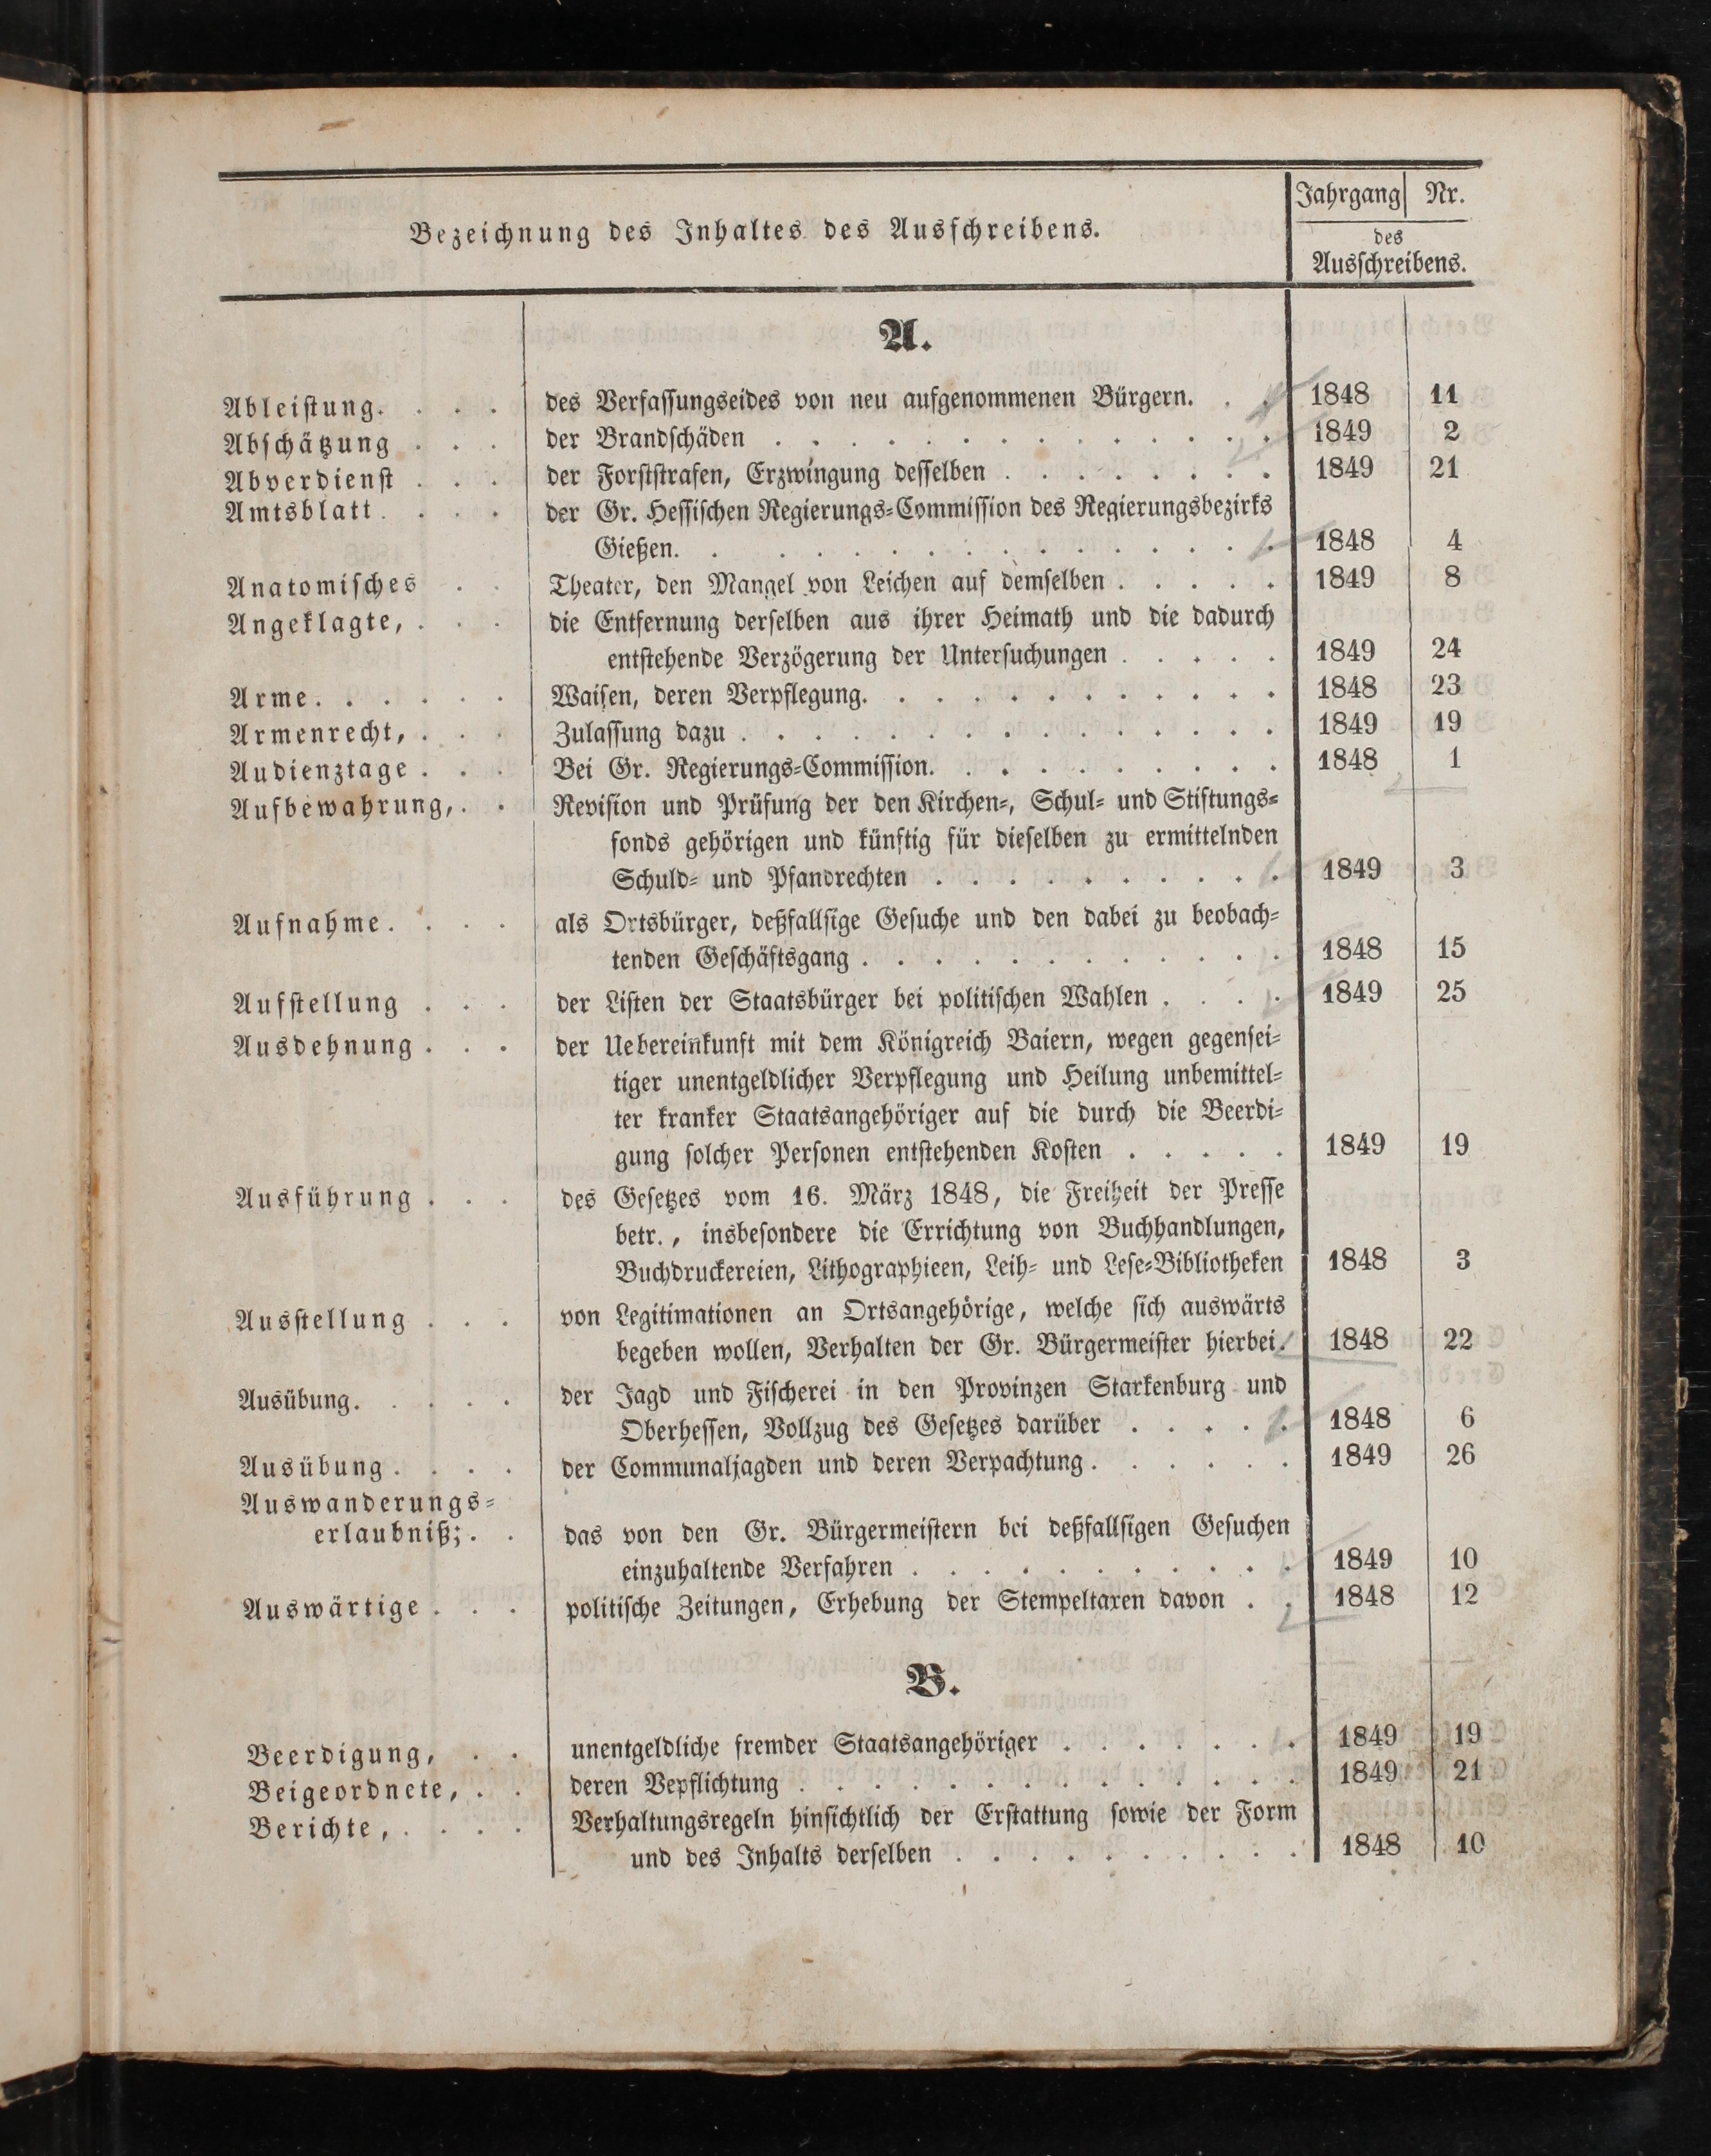 Bezeichnung des Inhaltes des Ausschreibens. Jahrgang Nr.
des
Ausschreibens.
A.
Ableistung. . . . des Verfassungseides von neu aufgenommenen Bürgern. . . 1848 11
Abschätzung . . . der Brandschäden . . . . . . . . . . . . . . 1849 2
Abverdienst . . . der Forststrafen, Erzwingung desselben . . . . . . . . 1849 21
Amtsblatt . . . . der Gr. Hessischen Regierungs-Commission des Regierungsbezirks
Gießen. . . . . . . . . . . . . . . . . 1848 4
Anatomisches . . Theater, den Mangel von Leichen auf demselben . . . . . 1849 8
Angeklagte, . . . die Entfernung derselben aus ihrer Heimath und die dadurch
entstehende Verzögerung der Untersuchungen . . . . . 1849 24
Arme. . . . . . Waisen, deren Verpflegung. . . . . . . . . . . . 1848 23
Armenrecht, . . . Zulassung dazu . . . . . . . . . . . . . . . 1849 19
Audienztage . . . Bei Gr. Regierungs-Commission. . . . . . . . . . 1848 1
Aufbewahrung, . . Revision und Prüfung der den Kirchen-, Schul- und Stiftungs-
fonds gehörigen und künftig für dieselben zu ermittelnden
Schuld- und Pfandrechten . . . . . . . . . . 1849 3
Aufnahme. . . . als Ortsbürger, deßfallsige Gesuche und den dabei zu beobach-
tenden Geschäftsgang . . . . . . . . . . . . 1848 15
Aufstellung . . . der Listen der Staatsbürger bei politischen Wahlen . . . . 1849 25
Ausdehnung . . . der Uebereinkunft mit dem Königreich Baiern, wegen gegensei-
tiger unentgeldlicher Verpflegung und Heilung unbemittel-
ter kranker Staatsangehöriger auf die durch die Beerdi-
gung solcher Personen entstehenden Kosten . . . . . 1849 19
Ausführung . . . des Gesetzes vom 16. März 1848, die Freiheit der Presse
betr., insbesondere die Errichtung von Buchhandlungen,
Buchdruckereien, Lithographieen, Leih- und Lese-Bibliotheken 1848 3
Ausstellung . . . von Legitimationen an Ortsangehörige, welche sich auswärts
begeben wollen, Verhalten der Gr. Bürgermeister hierbei. 1848 22
Ausübung. . . . . der Jagd und Fischerei in den Provinzen Starkenburg und
Oberhessen, Vollzug des Gesetzes darüber . . . . . 1848 6
Ausübung . . . . der Communaljagden und deren Verpachtung . . . . . . 1849 26
Auswanderungs-
erlaubniß; . . das von den Gr. Bürgermeistern bei deßfallsigen Gesuchen
einzuhaltende Verfahren . . . . . . . . . . . 1849 10
Auswärtige . . . politische Zeitungen, Erhebung der Stempeltaxen davon . . 1848 12
B.
Beerdigung, . . unentgeldliche fremder Staatsangehöriger . . . . . . . 1849 19
Beigeordnete, . . deren Vepflichtung . . . . . . . . . . . . . . 1849 21
Berichte, . . . . Verhaltungsregeln hinsichtlich der Erstattung sowie der Form
und des Inhalts derselben . . . . . . . . . . 1848 10